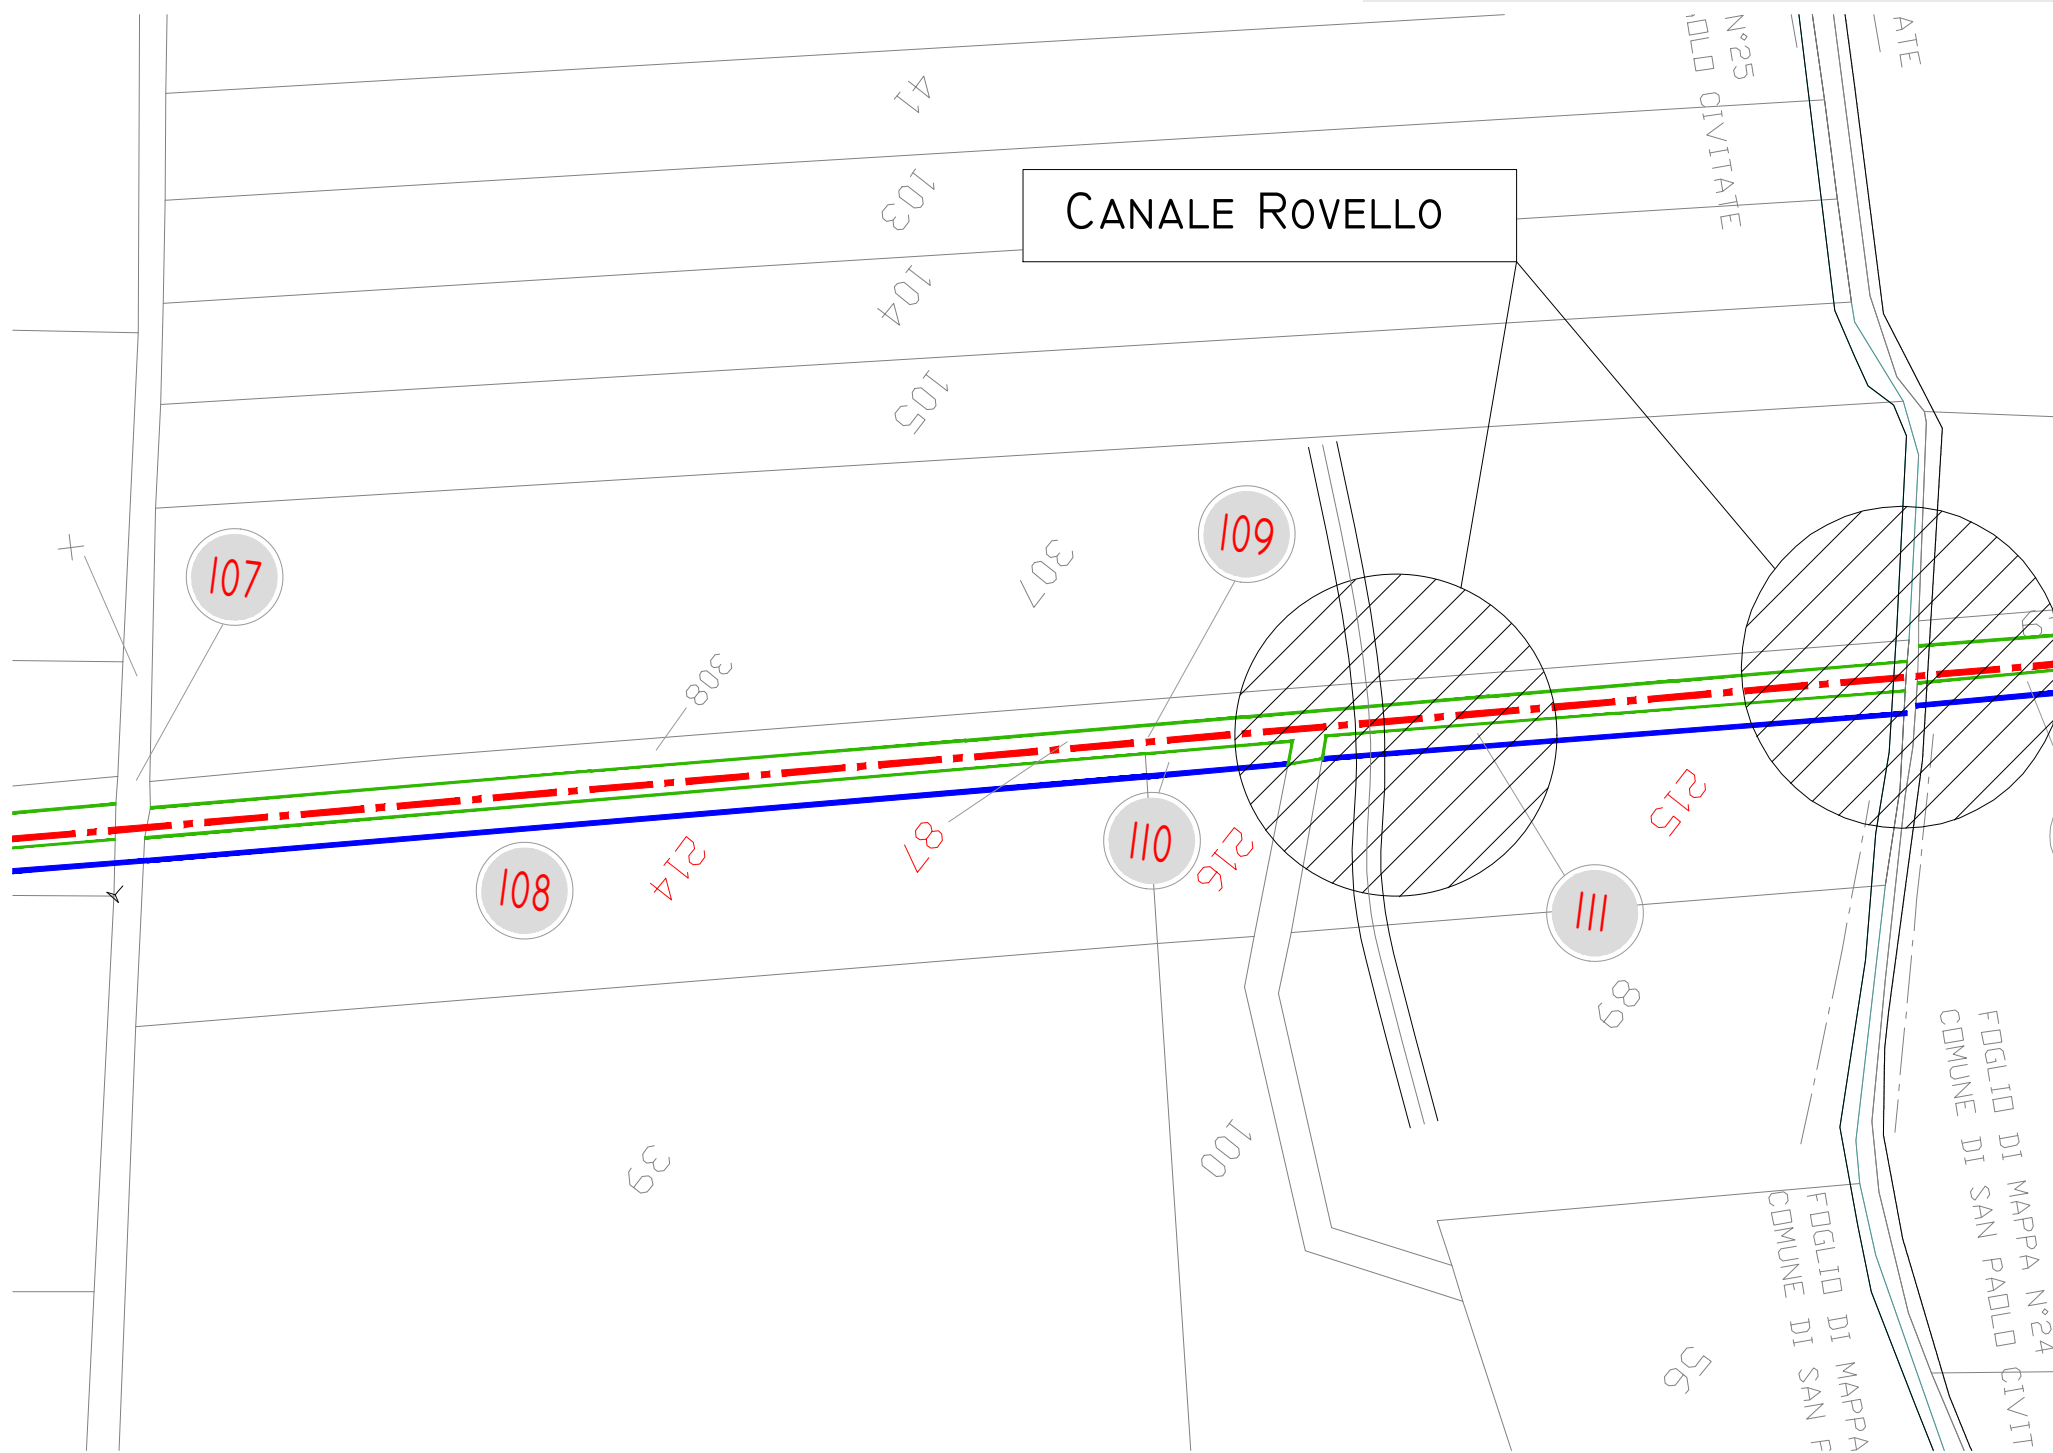 N°25
OLO CIVITATE
ATE
41
103
CANALE ROVELLO
104
105
109
107
307
308
215
87
110
216
214
108
111
89
100
39
FOGLIO DI MAPPA N°24
COMUNE DI SAN PAOLO CIVIT
FOGLIO DI MAPPA
COMUNE DI SAN P
56